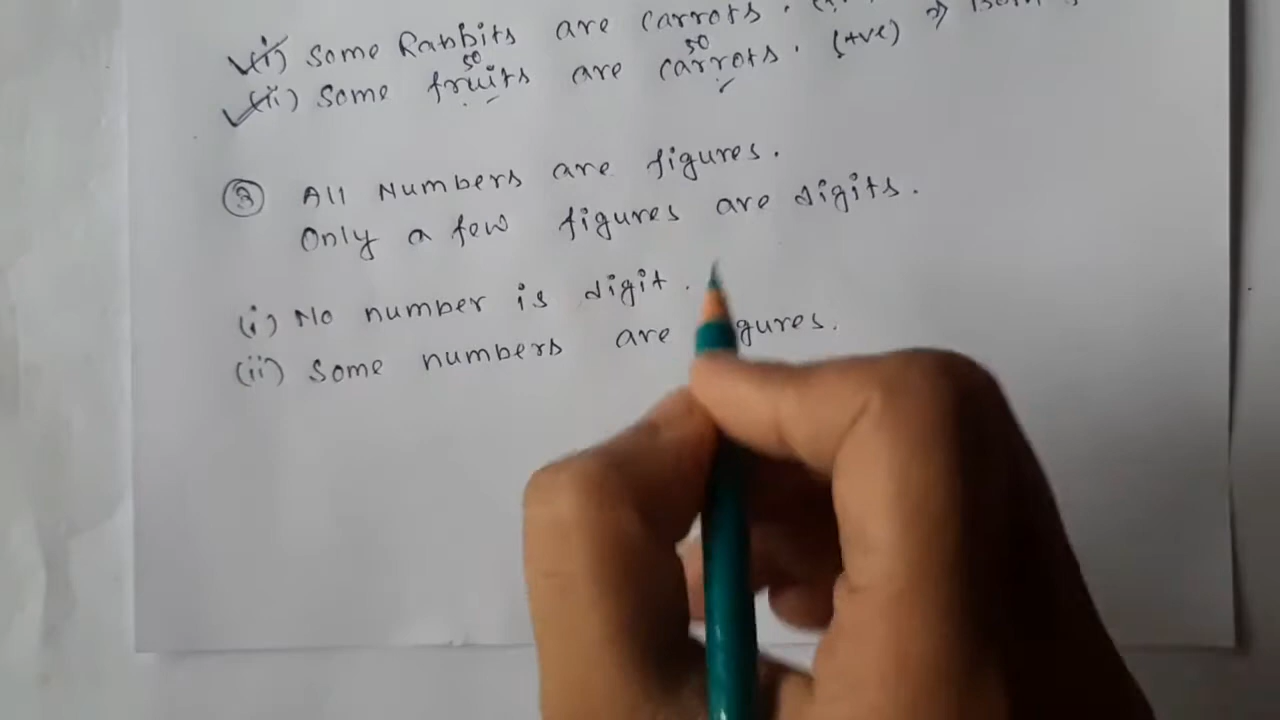 (i) Some Rabbits are carrots.
50 50
(ii) Some fruits are carrots. (+ve) ⇒
③ All Numbers are figures.
Only a few figures are digits.
(i) No number is digit.
(ii) Some numbers are gures.